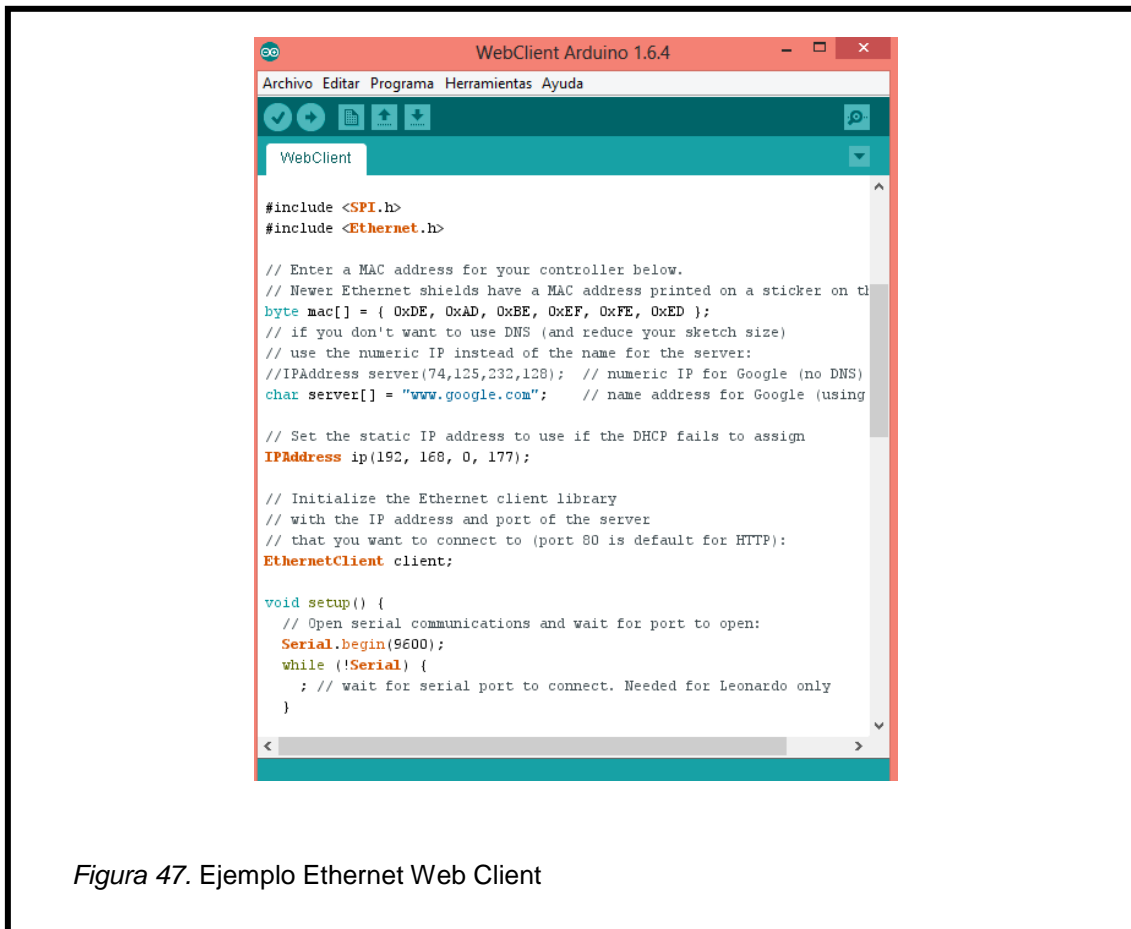 WebClient Arduino 1.6.4
Archivo Editar Programa Herramientas Ayuda
WebClient
#include <SPI.h>
#include <Ethernet.h>
// Enter a MAC address for your controller below.
// Newer Ethernet shields have a MAC address printed on a sticker on th
byte mac[] = { 0xDE, 0xAD, 0xBE, 0xEF, 0xFE, 0xED };
// if you don't want to use DNS (and reduce your sketch size)
// use the numeric IP instead of the name for the server:
//IPAddress server(74,125,232,128);  // numeric IP for Google (no DNS)
char server[] = "www.google.com";    // name address for Google (using
// Set the static IP address to use if the DHCP fails to assign
IPAddress ip(192, 168, 0, 177);
// Initialize the Ethernet client library
// with the IP address and port of the server
// that you want to connect to (port 80 is default for HTTP):
EthernetClient client;
void setup() {
  // Open serial communications and wait for port to open:
  Serial.begin(9600);
  while (!Serial) {
    ; // wait for serial port to connect. Needed for Leonardo only
  }
Figura 47. Ejemplo Ethernet Web Client